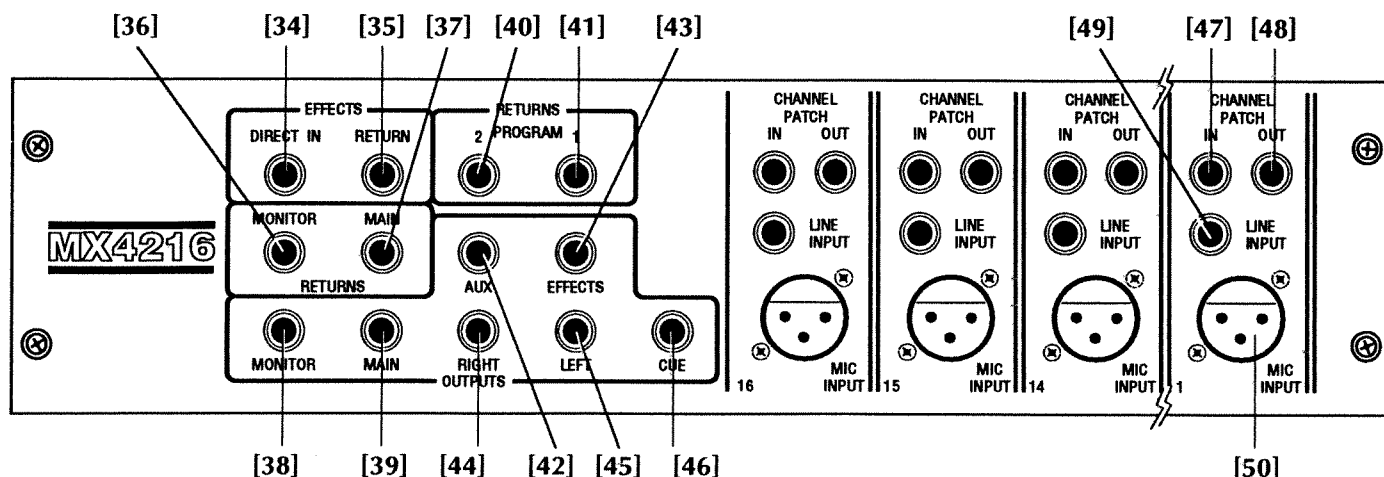 [36] [34] [35] [37] [40] [41] [43] [49] [47] [48]
EFFECTS
DIRECT IN RETURN
RETURNS
2 PROGRAM 1
MONITOR MAIN
RETURNS
MX4216
AUX EFFECTS
MONITOR MAIN RIGHT LEFT CUE
OUTPUTS
CHANNEL
PATCH
IN OUT
LINE
INPUT
MIC
INPUT
16
CHANNEL
PATCH
IN OUT
LINE
INPUT
MIC
INPUT
15
CHANNEL
PATCH
IN OUT
LINE
INPUT
MIC
INPUT
14
CHANNEL
PATCH
IN OUT
LINE
INPUT
MIC
INPUT
1
[38] [39] [44] [42] [45] [46] [50]